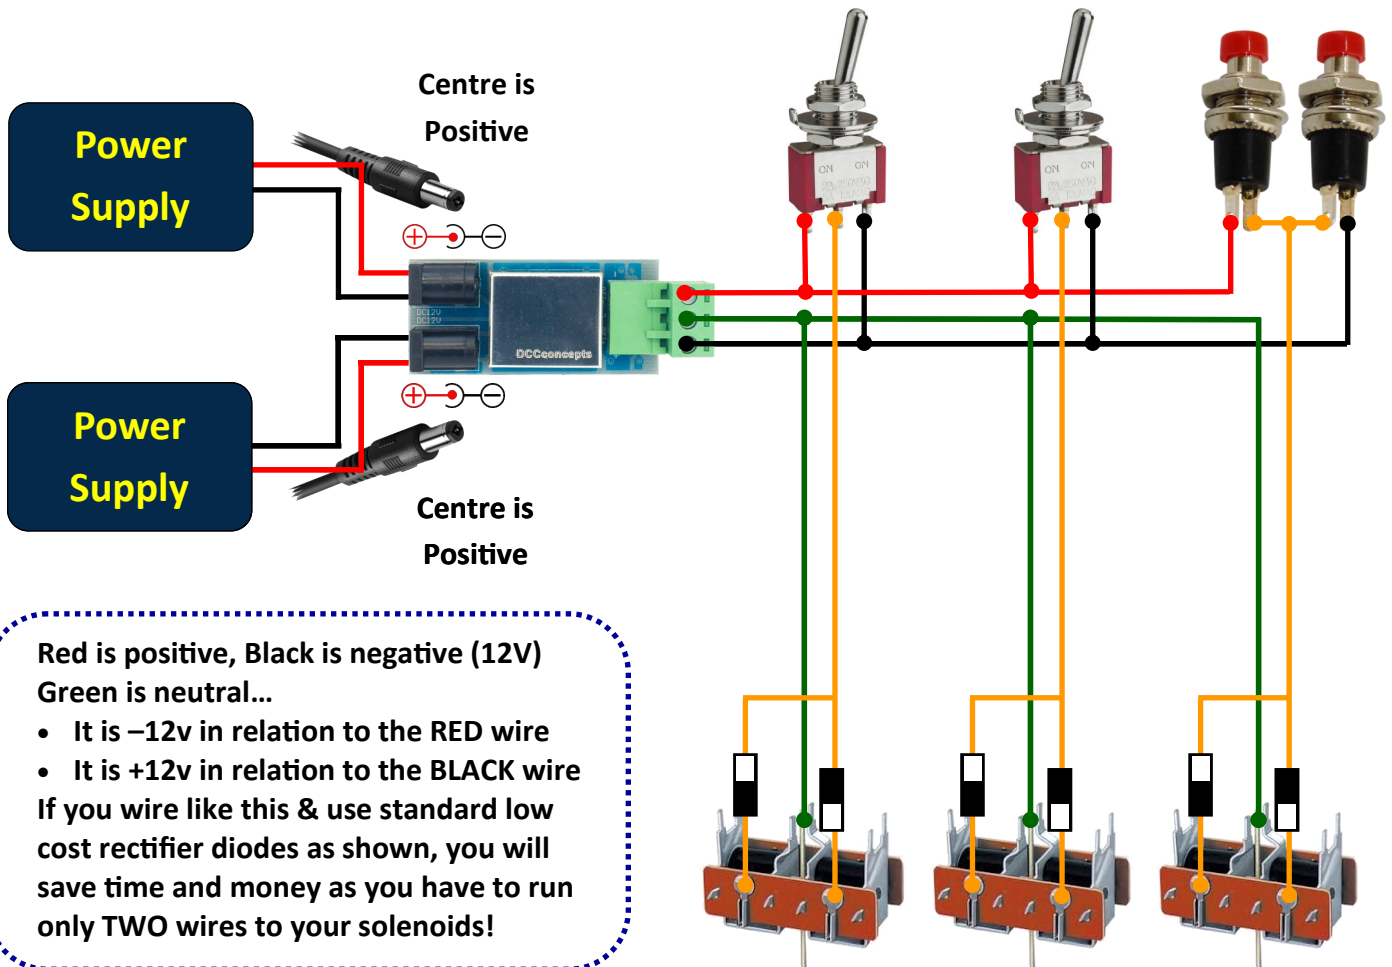 Centre is
Positive
Power
Supply
ON ON
ON ON
DC12V
DC12V
DCCconcepts
Power
Supply
Centre is
Positive
Red is positive, Black is negative (12V)
Green is neutral…
• It is –12v in relation to the RED wire
• It is +12v in relation to the BLACK wire
If you wire like this & use standard low
cost rectifier diodes as shown, you will
save time and money as you have to run
only TWO wires to your solenoids!